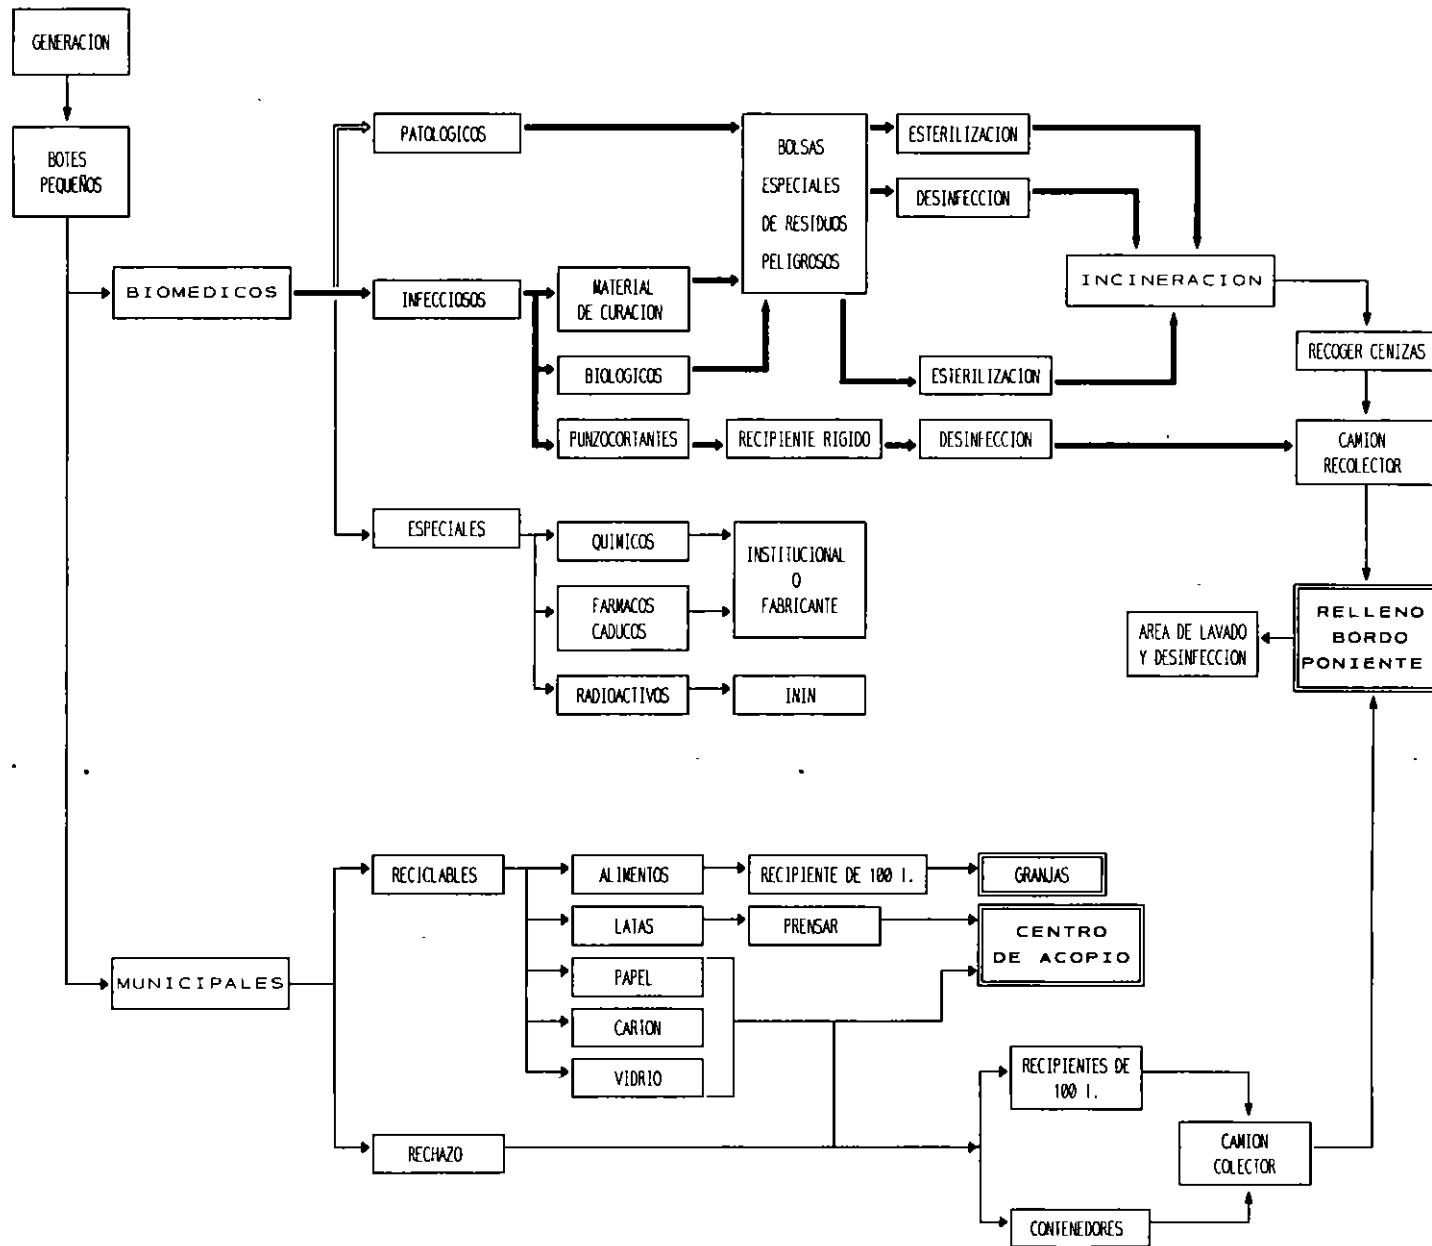 GENERACION
BOTES
PEQUEÑOS
BIOMEDICOS
PATOLOGICOS
INFECCIOSOS
MATERIAL
DE CURACION
BIOLOGICOS
PUNZOCORTANTES
RECIPIENTE RIGIDO
DESINFECCION
BOLSAS
ESPECIALES
DE RESIDUOS
PELIGROSOS
ESTERILIZACION
DESINFECCION
ESTERILIZACION
INCINERACION
RECOGER CENIZAS
CAMION
RECOLECTOR
ESPECIALES
QUIMICOS
FARMACOS
CADUCOS
RADIOACTIVOS
INSTITUCIONAL
O
FABRICANTE
ININ
AREA DE LAVADO
Y DESINFECCION
RELLENO
BORDO
PONIENTE
MUNICIPALES
RECICLABLES
ALIMENTOS
RECIPIENTE DE 100 l.
GRANJAS
LATAS
PRENSAR
CENTRO
DE ACOPIO
PAPEL
CARTON
VIDRIO
RECHAZO
RECIPIENTES DE
100 l.
CONTENEDORES
CAMION
COLECTOR